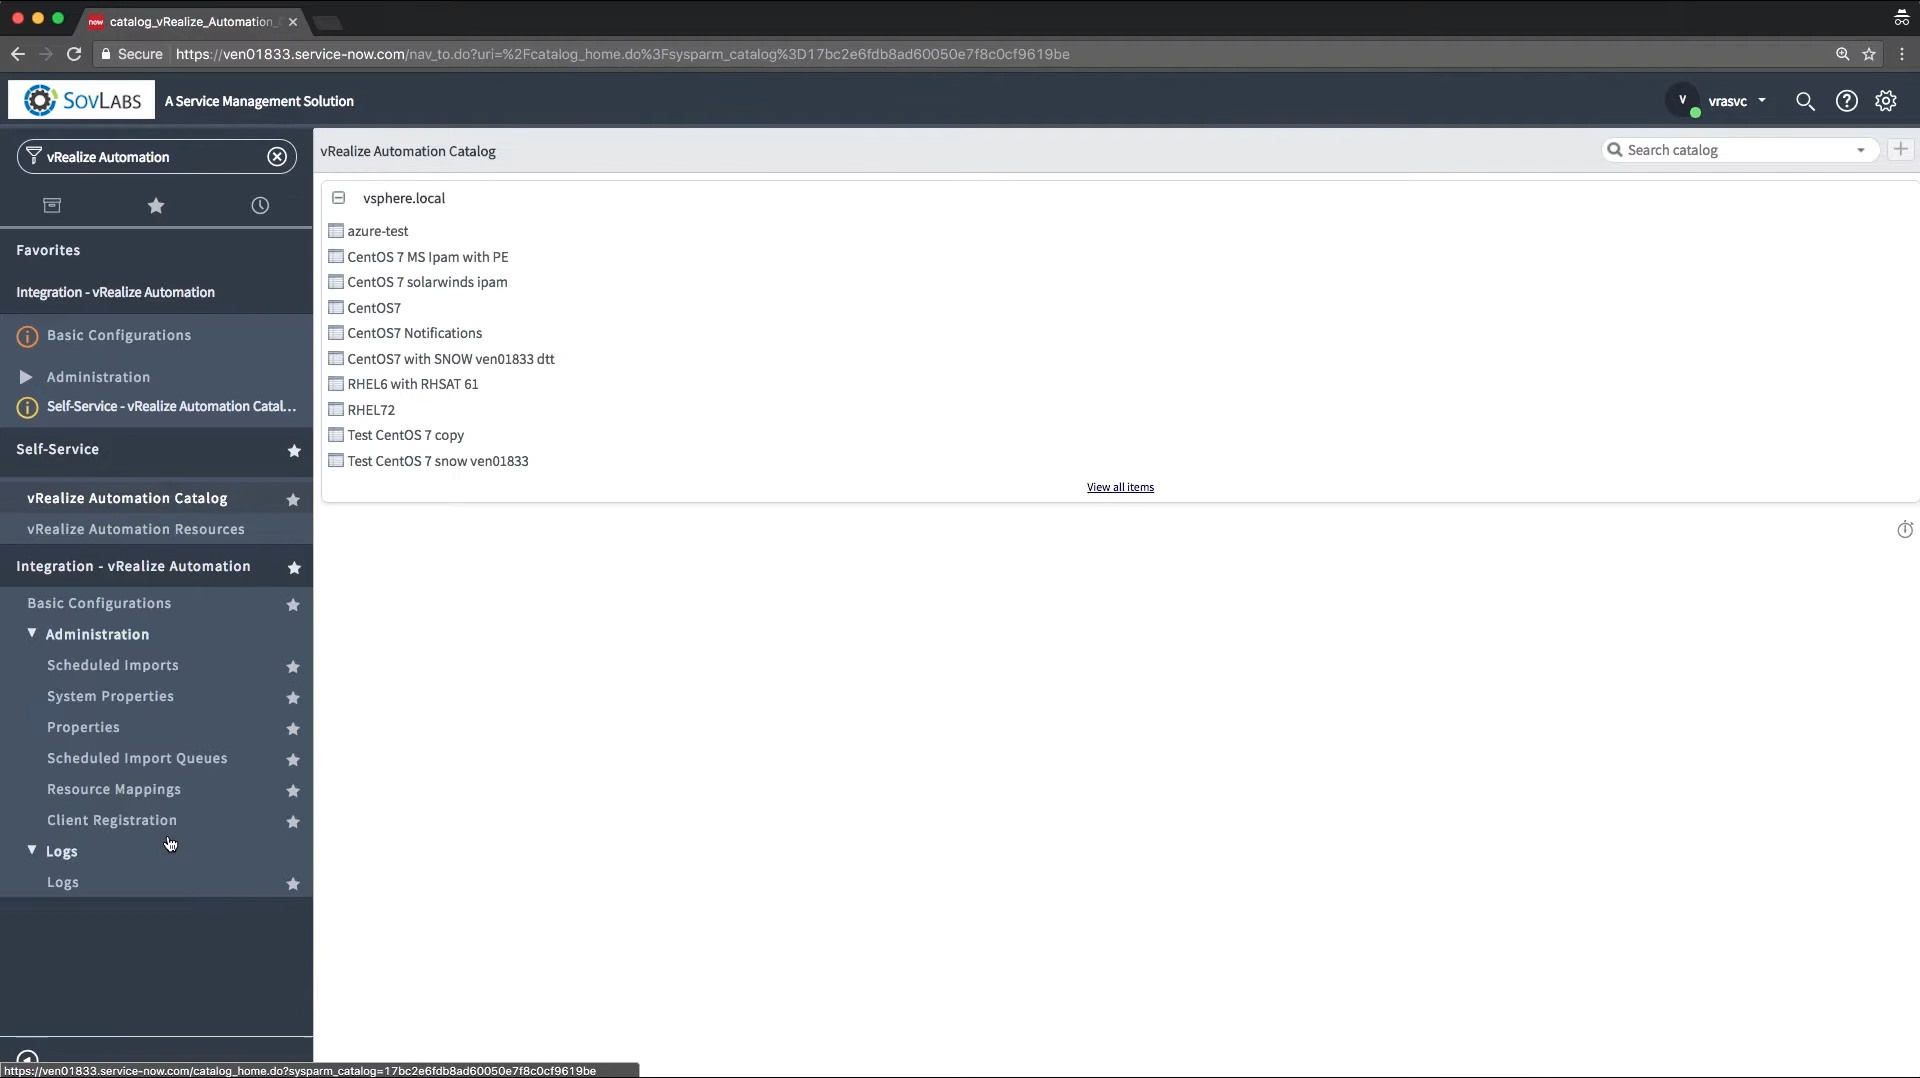 now catalog_vRealize_Automation_
Secure https://ven01833.service-now.com/nav_to.do?uri=%2Fcatalog_home.do%3Fsysparm_catalog%3D17bc2e6fdb8ad60050e7f8c0cf9619be
SOVLABS A Service Management Solution
V vrasvc
vRealize Automation
vRealize Automation Catalog
Search catalog
Favorites
Integration - vRealize Automation
Basic Configurations
Administration
Self-Service - vRealize Automation Catal...
Self-Service
vRealize Automation Catalog
vRealize Automation Resources
Integration - vRealize Automation
Basic Configurations
Administration
Scheduled Imports
System Properties
Properties
Scheduled Import Queues
Resource Mappings
Client Registration
Logs
Logs
vsphere.local
azure-test
CentOS 7 MS Ipam with PE
CentOS 7 solarwinds ipam
CentOS7
CentOS7 Notifications
CentOS7 with SNOW ven01833 dtt
RHEL6 with RHSAT 61
RHEL72
Test CentOS 7 copy
Test CentOS 7 snow ven01833
View all items
https://ven01833.service-now.com/catalog_home.do?sysparm_catalog=17bc2e6fdb8ad60050e7f8c0cf9619be